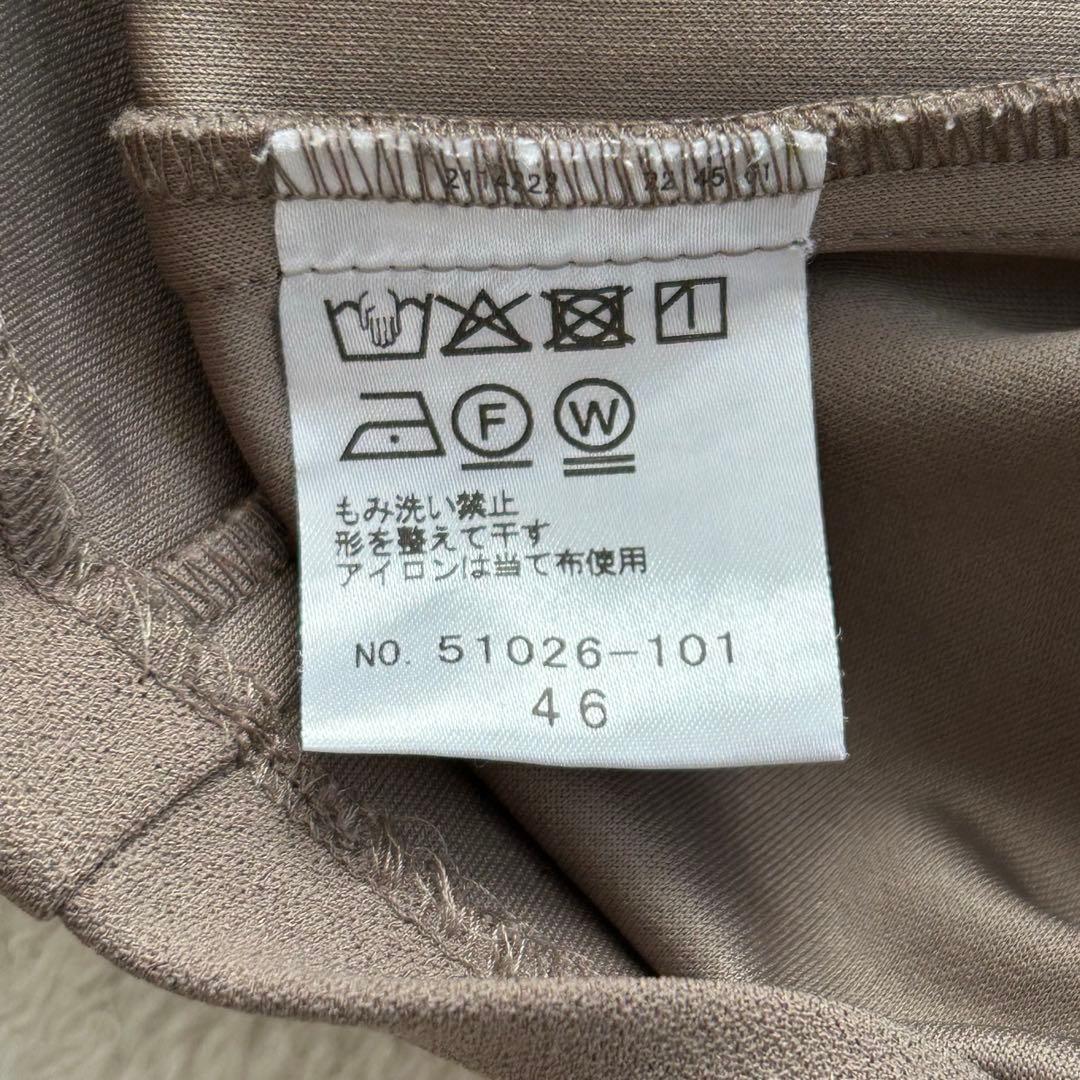 F W
もみ洗い禁止
形を整えて干す
アイロンは当て布使用
NO. 51026-101
46